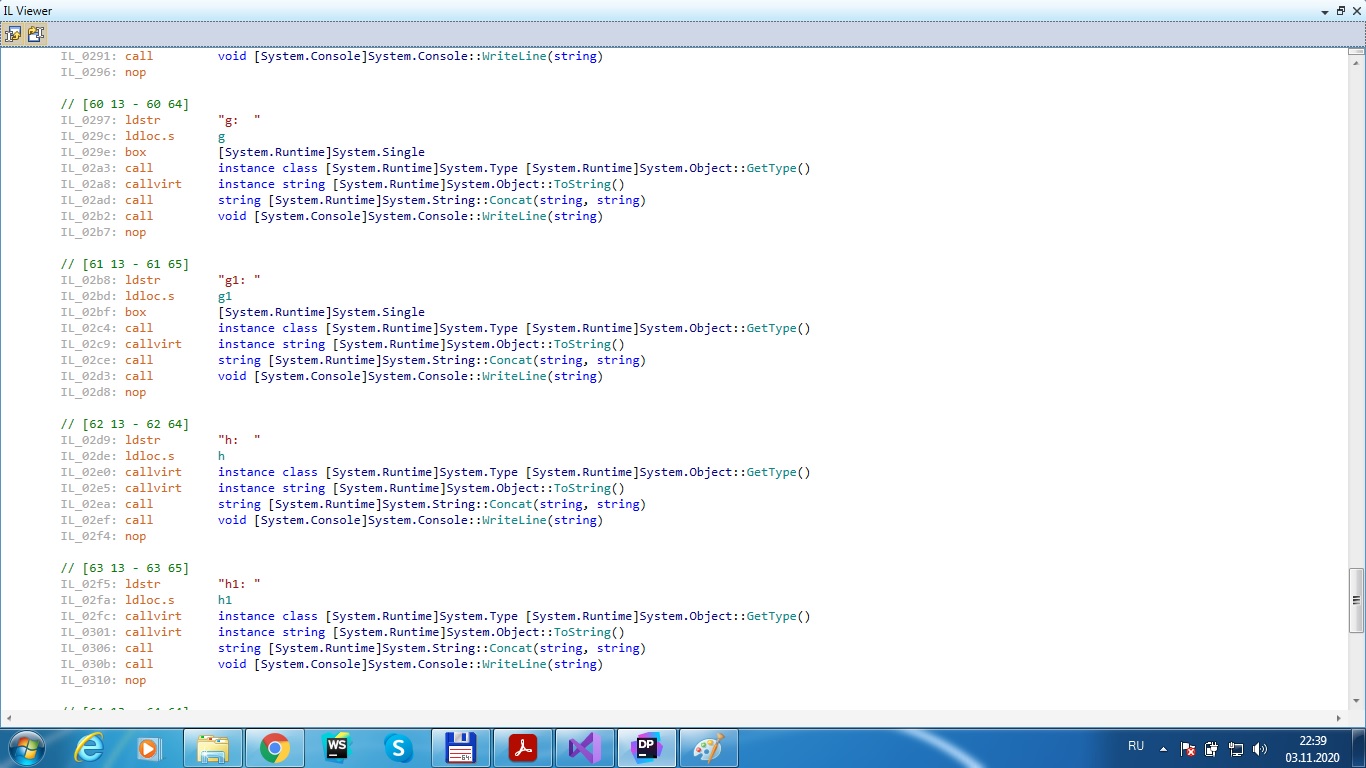 IL Viewer
IL_0291: call void [System.Console]System.Console::WriteLine(string)
IL_0296: nop
// [60 13 - 60 64]
IL_0297: ldstr "g:  "
IL_029c: ldloc.s g
IL_029e: box [System.Runtime]System.Single
IL_02a3: call instance class [System.Runtime]System.Type [System.Runtime]System.Object::GetType()
IL_02a8: callvirt instance string [System.Runtime]System.Object::ToString()
IL_02ad: call string [System.Runtime]System.String::Concat(string, string)
IL_02b2: call void [System.Console]System.Console::WriteLine(string)
IL_02b7: nop
// [61 13 - 61 65]
IL_02b8: ldstr "g1: "
IL_02bd: ldloc.s g1
IL_02bf: box [System.Runtime]System.Single
IL_02c4: call instance class [System.Runtime]System.Type [System.Runtime]System.Object::GetType()
IL_02c9: callvirt instance string [System.Runtime]System.Object::ToString()
IL_02ce: call string [System.Runtime]System.String::Concat(string, string)
IL_02d3: call void [System.Console]System.Console::WriteLine(string)
IL_02d8: nop
// [62 13 - 62 64]
IL_02d9: ldstr "h:  "
IL_02de: ldloc.s h
IL_02e0: callvirt instance class [System.Runtime]System.Type [System.Runtime]System.Object::GetType()
IL_02e5: callvirt instance string [System.Runtime]System.Object::ToString()
IL_02ea: call string [System.Runtime]System.String::Concat(string, string)
IL_02ef: call void [System.Console]System.Console::WriteLine(string)
IL_02f4: nop
// [63 13 - 63 65]
IL_02f5: ldstr "h1: "
IL_02fa: ldloc.s h1
IL_02fc: callvirt instance class [System.Runtime]System.Type [System.Runtime]System.Object::GetType()
IL_0301: callvirt instance string [System.Runtime]System.Object::ToString()
IL_0306: call string [System.Runtime]System.String::Concat(string, string)
IL_030b: call void [System.Console]System.Console::WriteLine(string)
IL_0310: nop
WS
64
DP
RU
22:39
03.11.2020